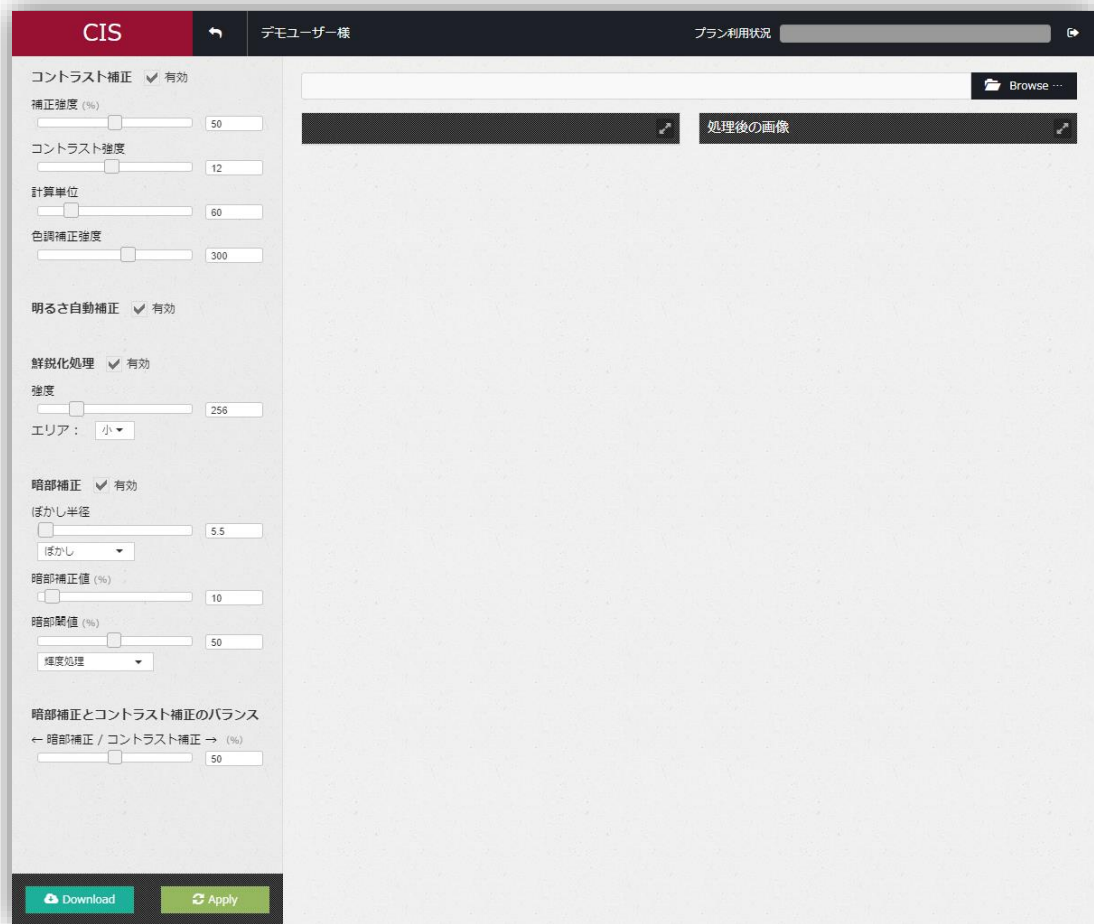 CIS
デモユーザー様
プラン利用状況
コントラスト補正 有効
補正強度 (%)
50
コントラスト強度
12
計算単位
60
色調補正強度
300
明るさ自動補正 有効
鮮鋭化処理 有効
強度
256
エリア： 小
暗部補正 有効
ぼかし半径
5.5
ぼかし
暗部補正値 (%)
10
暗部閾値 (%)
50
輝度処理
暗部補正とコントラスト補正のバランス
← 暗部補正 / コントラスト補正 → (%)
50
Download
Apply
Browse ...
処理後の画像